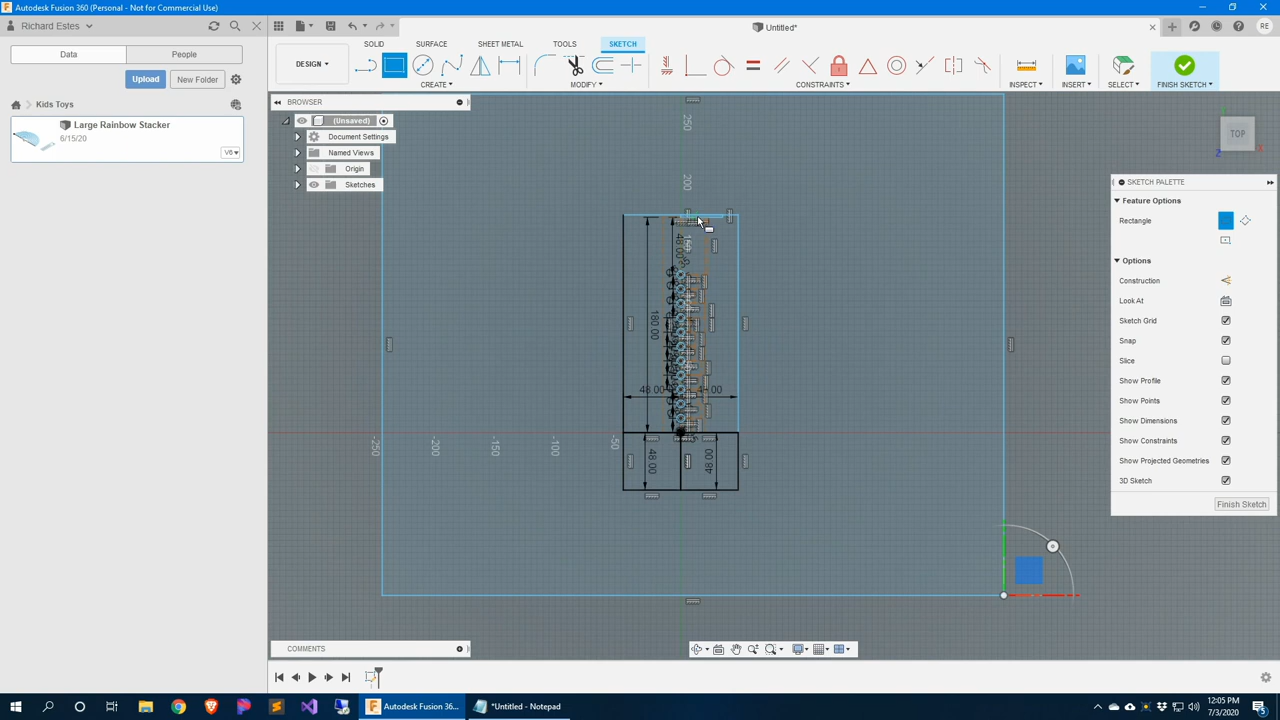 Autodesk Fusion 360 (Personal - Not for Commercial Use)
Richard Estes
Untitled*
RE
Data
People
Upload
New Folder
Kids Toys
Large Rainbow Stacker
6/15/20
V6
DESIGN
SOLID
SURFACE
SHEET METAL
TOOLS
SKETCH
CREATE
MODIFY
CONSTRAINTS
INSPECT
INSERT
SELECT
FINISH SKETCH
BROWSER
(Unsaved)
Document Settings
Named Views
Origin
Sketches
250
200
48.00
180.00
48.00
48.00
48.00
-250
-200
-150
-100
-50
TOP
Z
X
SKETCH PALETTE
Feature Options
Rectangle
Options
Construction
Look At
Sketch Grid
Snap
Slice
Show Profile
Show Points
Show Dimensions
Show Constraints
Show Projected Geometries
3D Sketch
Finish Sketch
COMMENTS
Autodesk Fusion 36...
*Untitled - Notepad
12:05 PM
7/3/2020
5